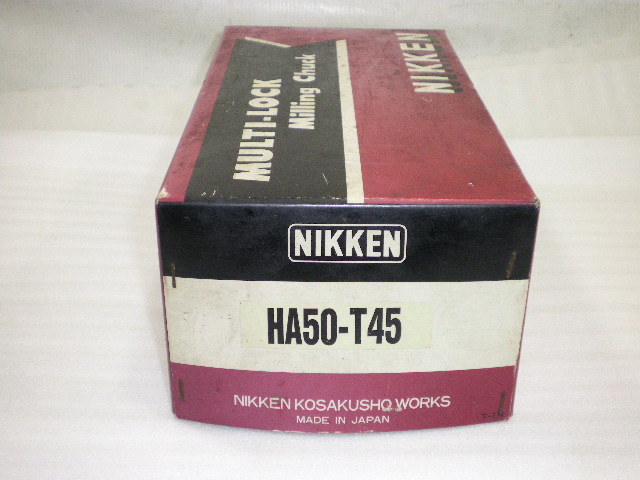 MULTI-LOCK
Milling Chuck
NIKKEN
NIKKEN
HA50-T45
NIKKEN KOSAKUSHO WORKS
MADE IN JAPAN